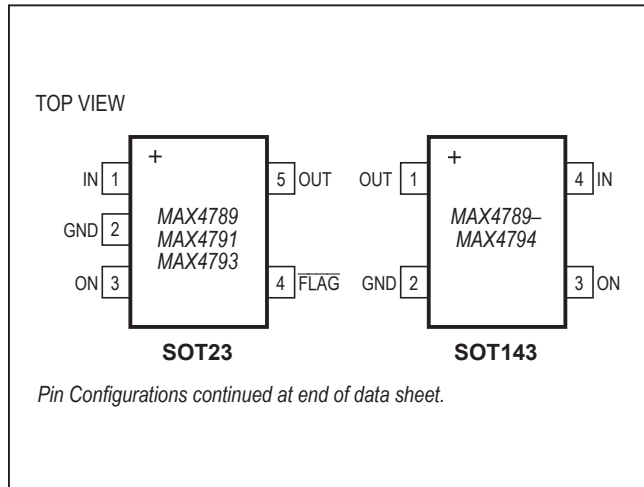 TOP VIEW
+
IN 1
GND 2
ON 3
MAX4789
MAX4791
MAX4793
5 OUT
4 FLAG
SOT23
+
OUT 1
GND 2
MAX4789–
MAX4794
4 IN
3 ON
SOT143
Pin Configurations continued at end of data sheet.